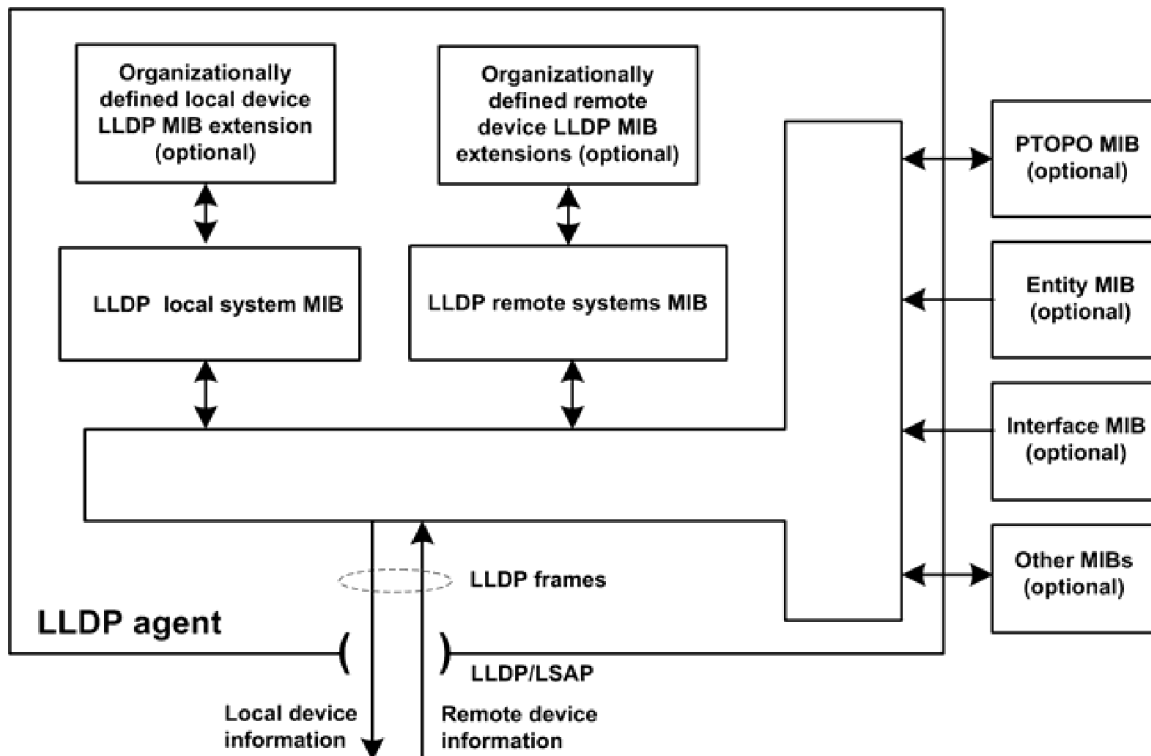 Organizationally
defined local device
LLDP MIB extension
(optional)
Organizationally
defined remote
device LLDP MIB
extensions (optional)
PTOPO MIB
(optional)
LLDP local system MIB
LLDP remote systems MIB
Entity MIB
(optional)
Interface MIB
(optional)
Other MIBs
(optional)
LLDP frames
LLDP agent
LLDP/LSAP
Local device
information
Remote device
information